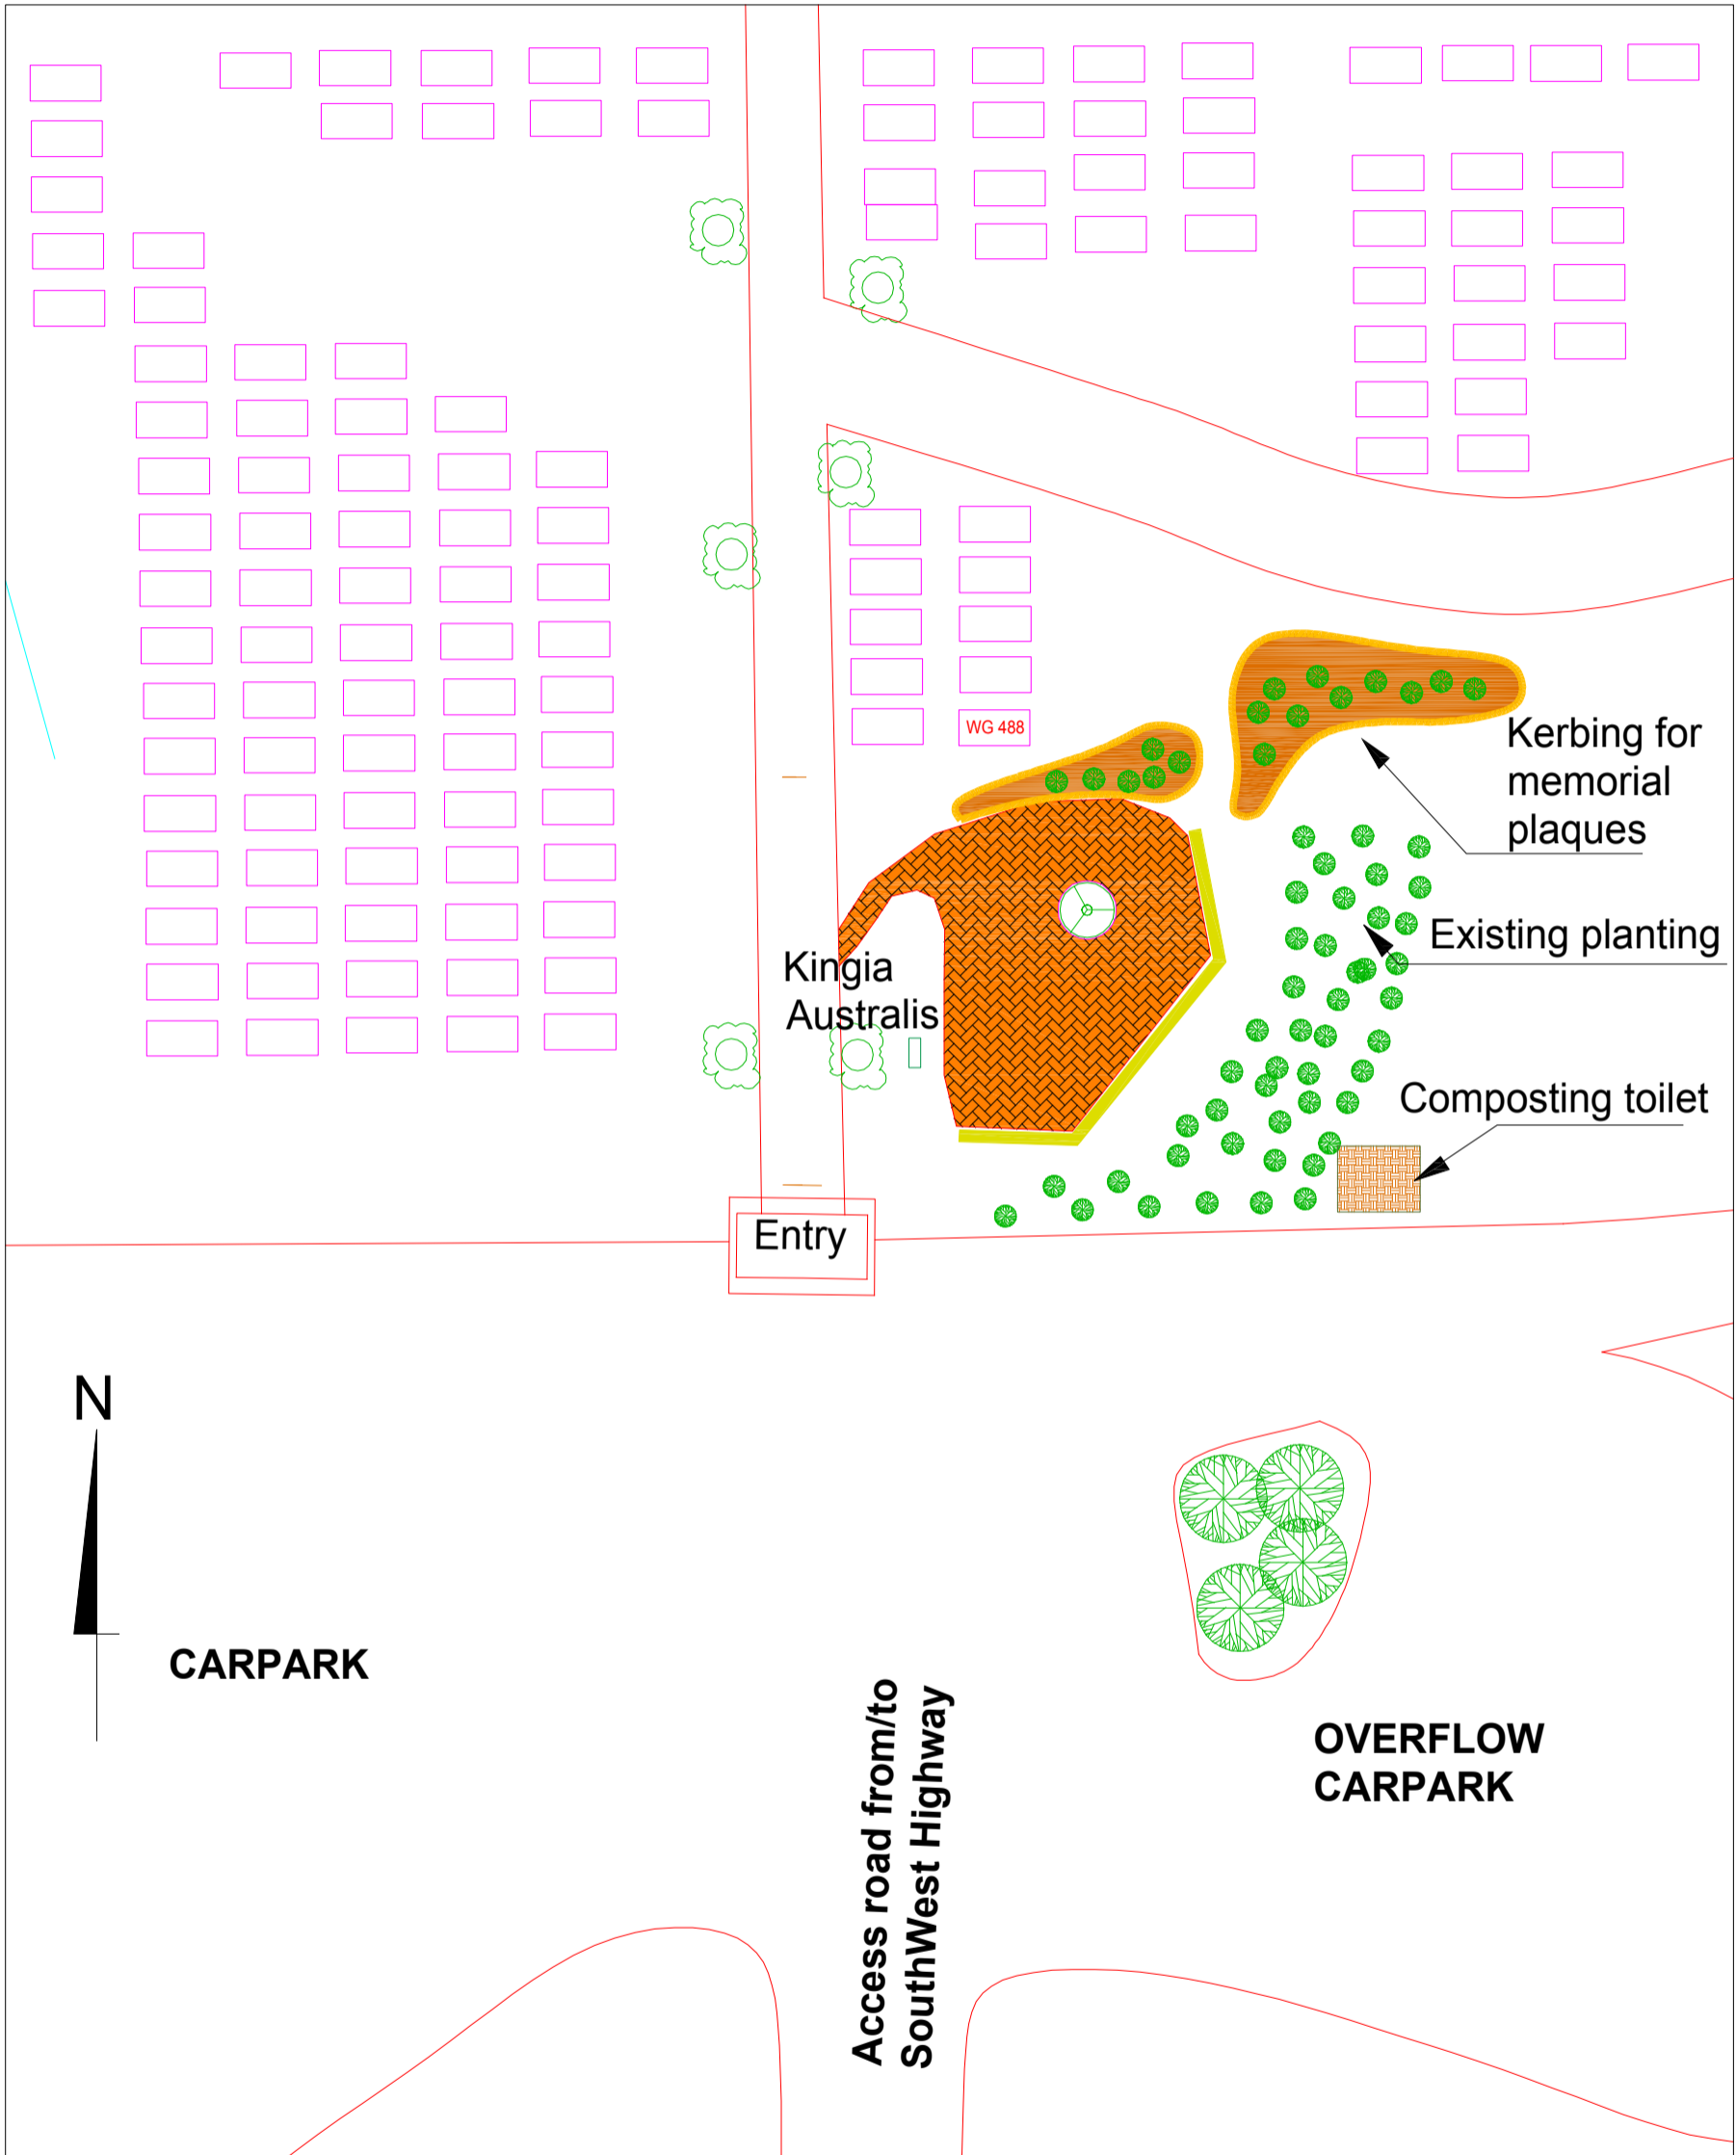 WG 488
Kerbing for
memorial
plaques
Existing planting
Kingia
Australis
Composting toilet
Entry
N
CARPARK
OVERFLOW
CARPARK
Access road from/to
SouthWest Highway